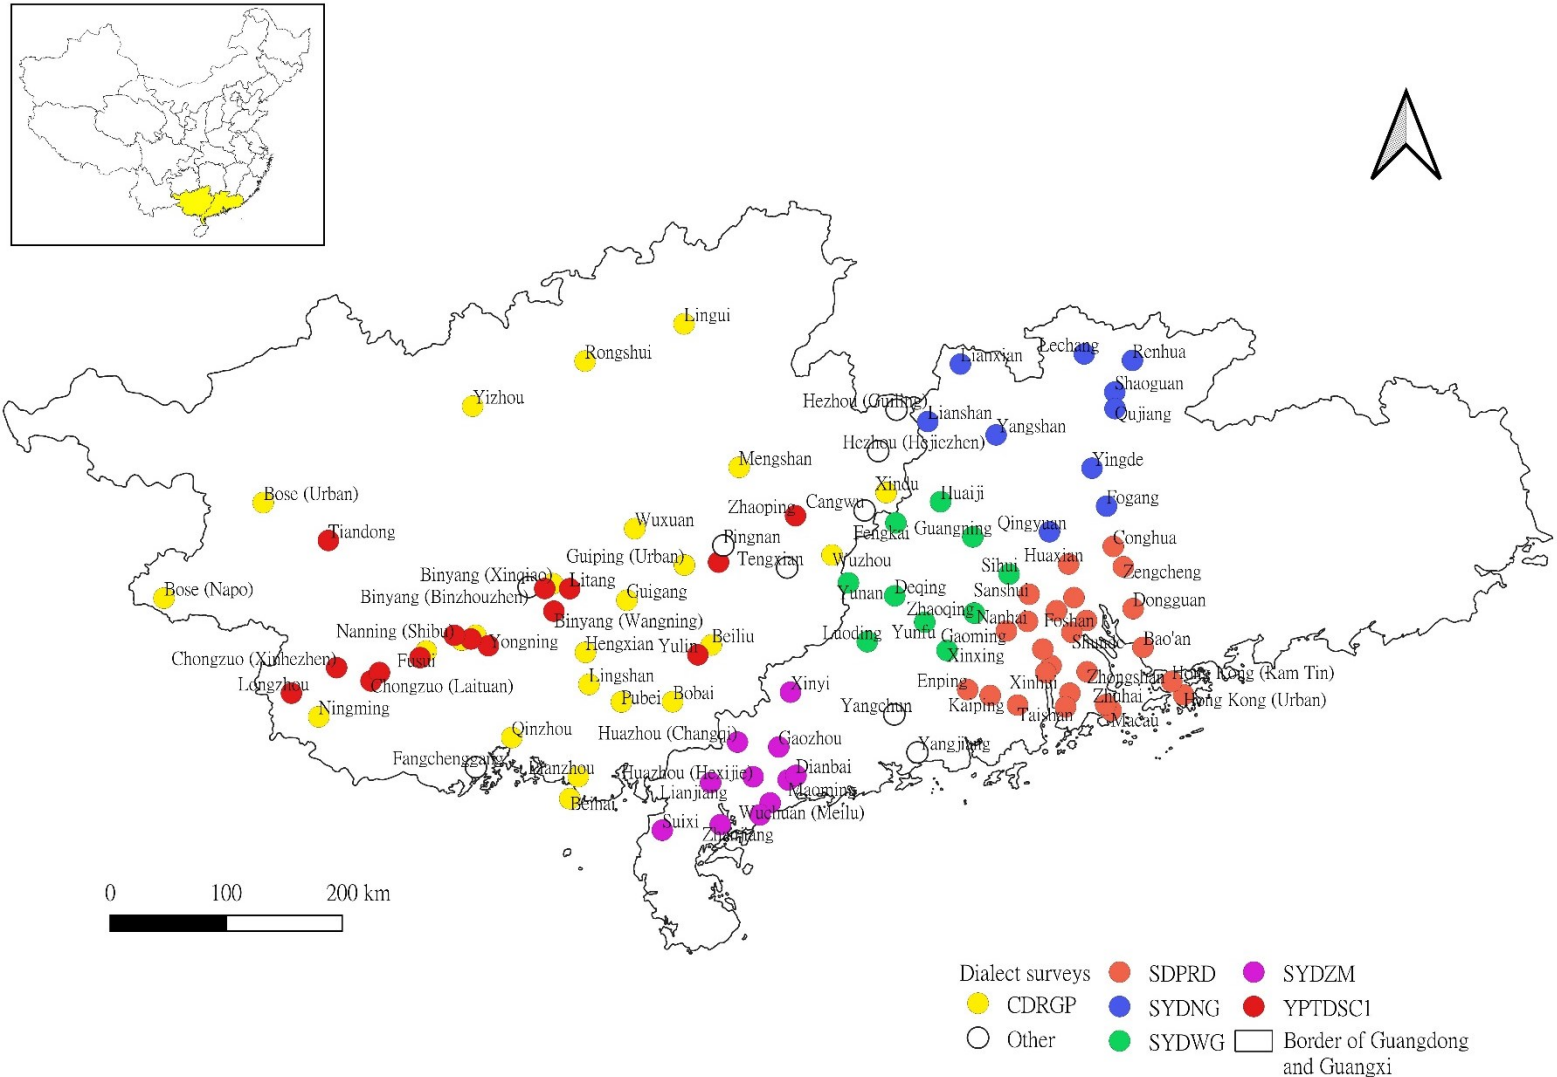 Lingui
Rongshui
Yizhou
Lianxian
Lechang
Renhua
Shaoguan
Qujiang
Hezhou (Guiling)
Lianshan
Yangshan
Hezhou (Hejiezhen)
Mengshan
Yingde
Bose (Urban)
Xindu
Huaiji
Zhaoping
Cangwu
Fogang
Tiandong
Wuxuan
Pingnan
Fengkai
Guangning
Qingyuan
Conghua
Guiping (Urban)
Tengxian
Wuzhou
Huaxian
Zengcheng
Binyang (Xinqiao)
Litang
Sihui
Bose (Napo)
Binyang (Binzhouzhen)
Guigang
Yunan
Deqing
Sanshui
Dongguan
Binyang (Wangning)
Zhaoqing
Nanhai
Foshan
Nanning (Shibu)
Yongning
Hengxian
Yulin
Beiliu
Luoding
Yunfu
Gaoming
Shunde
Bao'an
Chongzuo (Xinhezhen)
Fusui
Xinxing
Longzhou
Chongzuo (Laituan)
Lingshan
Xinyi
Enping
Xinhui
Zhongshan
Hong Kong (Kam Tin)
Ningming
Pubei
Bobai
Yangchun
Kaiping
Taishan
Zhuhai
Hong Kong (Urban)
Macau
Qinzhou
Huazhou (Changqi)
Gaozhou
Yangjiang
Fangchenggang
Lianzhou
Huazhou (Hexijie)
Dianbai
Lianjiang
Maoming
Beihai
Suixi
Wuchuan (Meilu)
Zhanjiang
0 100 200 km
Dialect surveys
CDRGP
Other
SDPRD
SYDNG
SYDWG
SYDZM
YPTDSC1
Border of Guangdong
and Guangxi